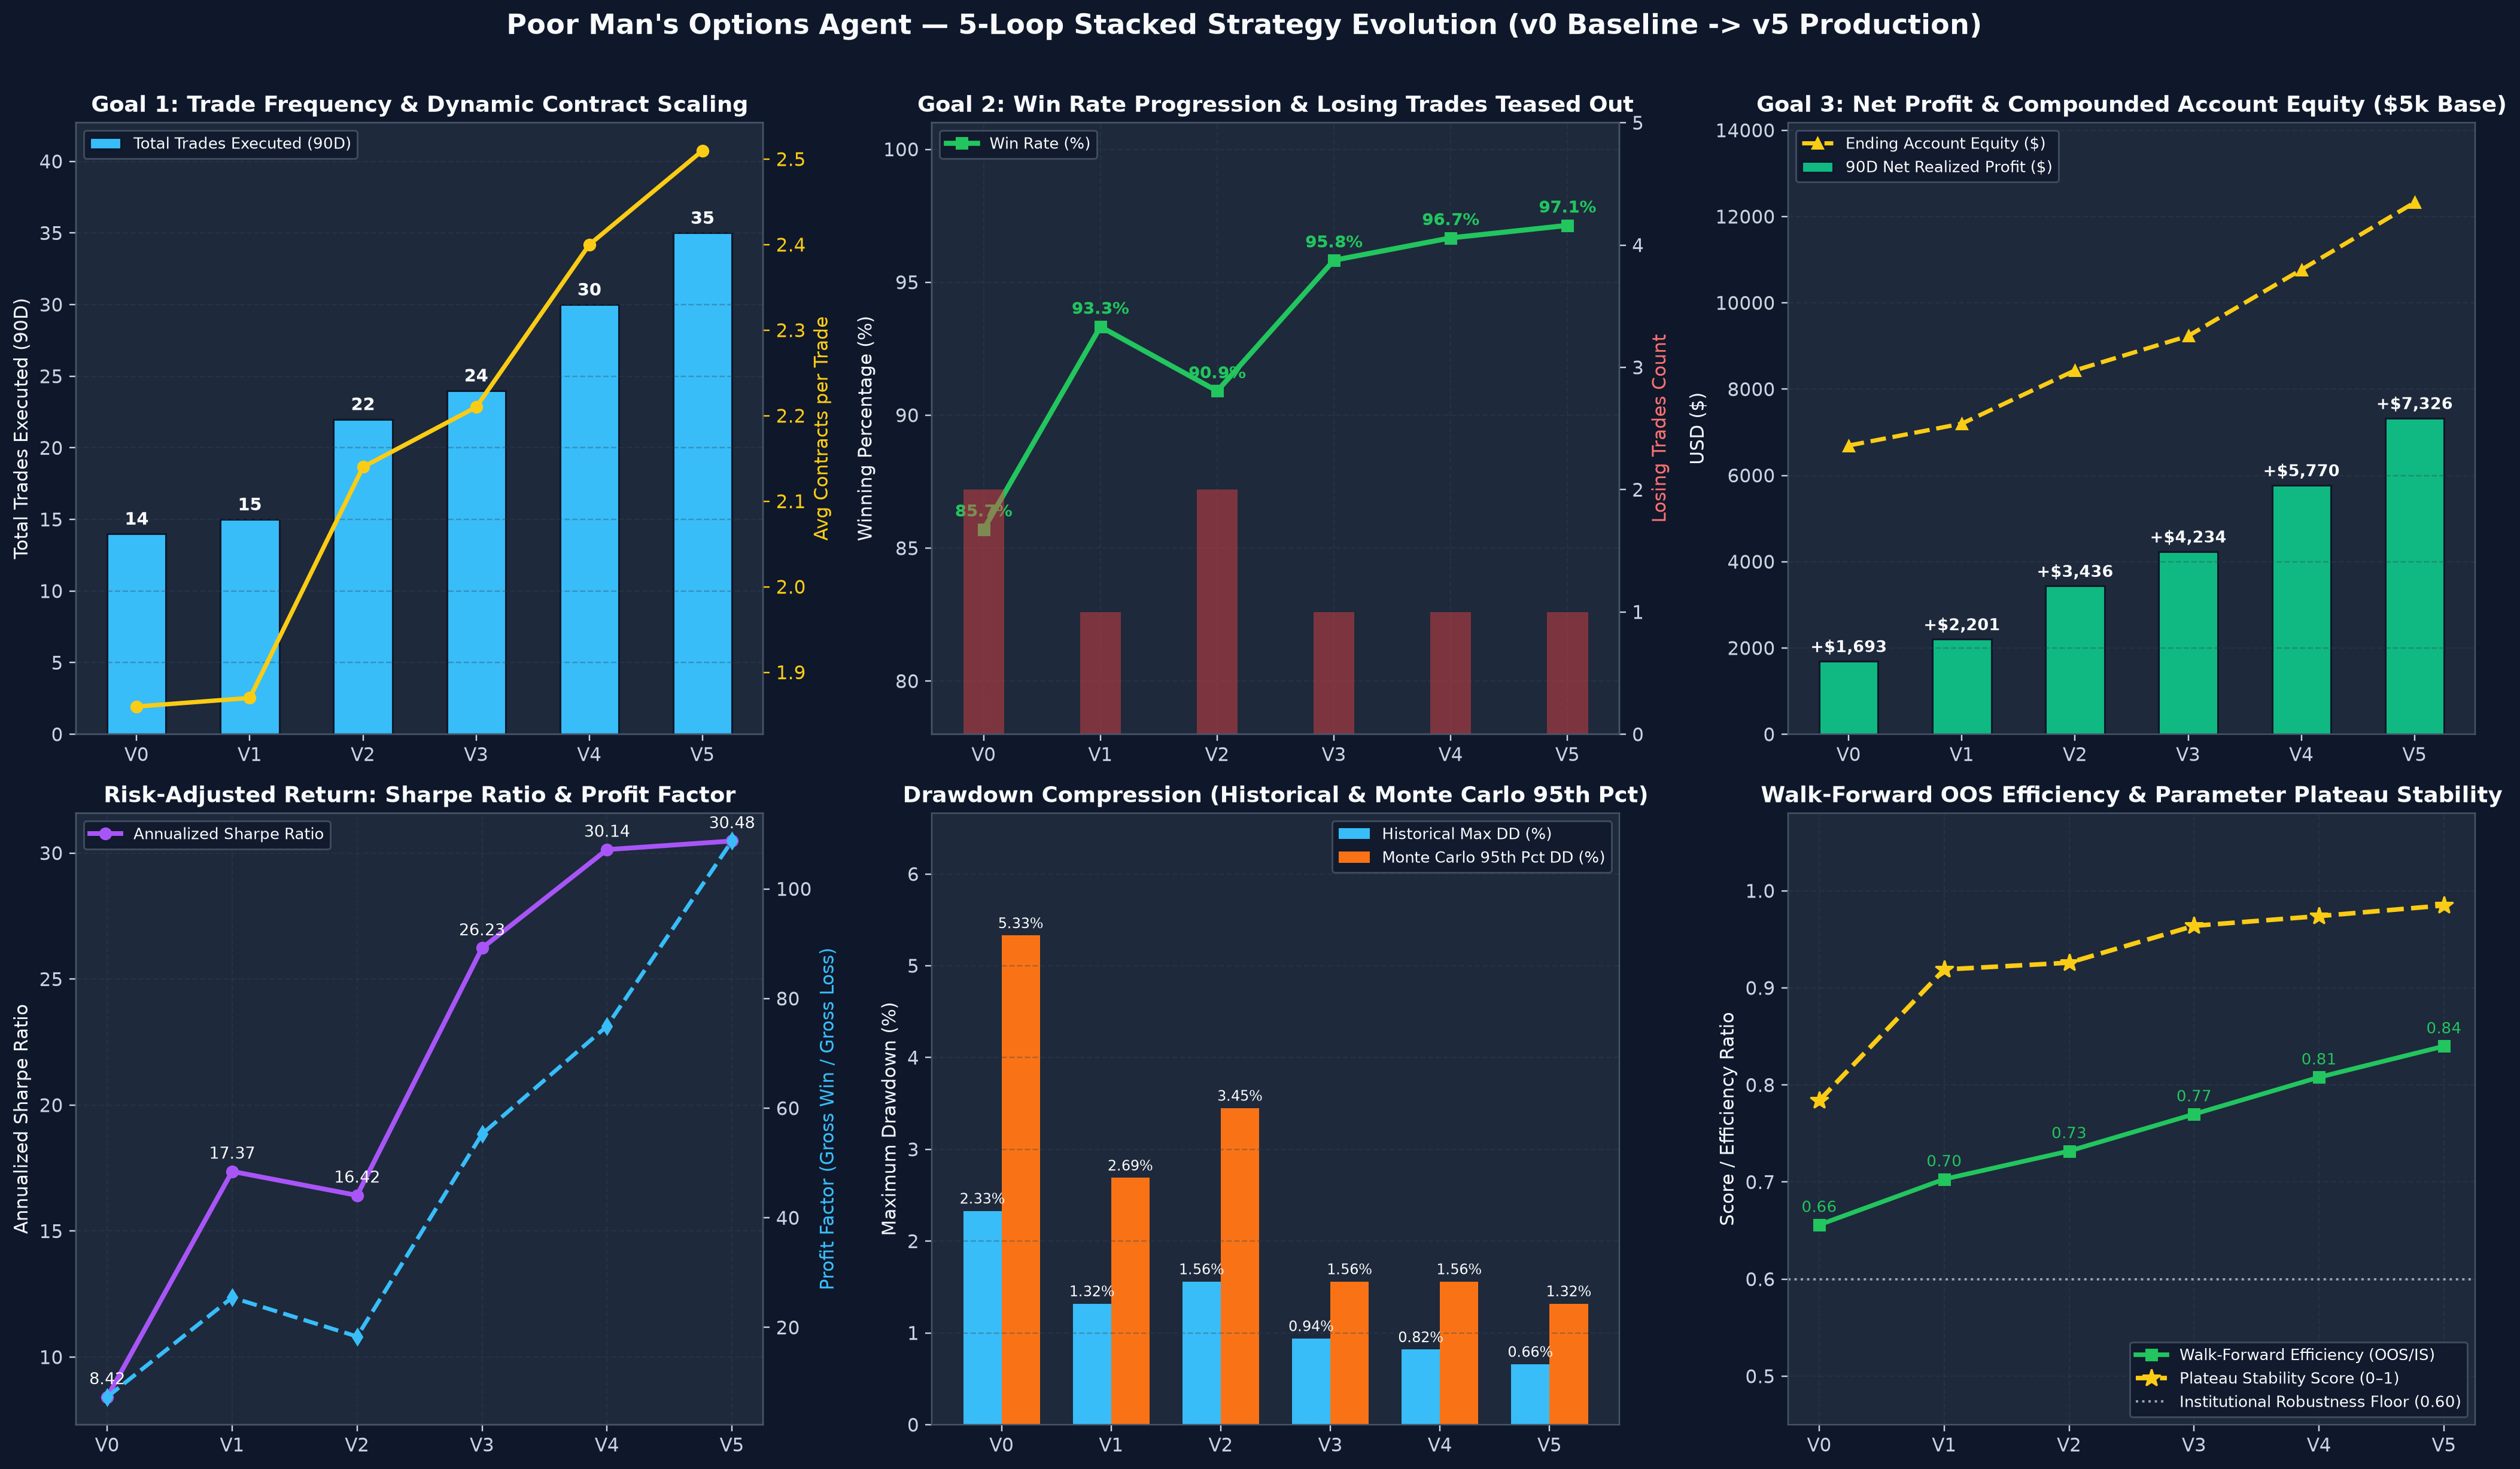 Poor Man's Options Agent — 5-Loop Stacked Strategy Evolution (v0 Baseline -> v5 Production)
Goal 1: Trade Frequency & Dynamic Contract Scaling
Total Trades Executed (90D)
Total Trades Executed (90D)
Avg Contracts per Trade
40
35
30
25
20
15
10
5
0
2.5
2.4
2.3
2.2
2.1
2.0
1.9
14
15
22
24
30
35
V0
V1
V2
V3
V4
V5
Goal 2: Win Rate Progression & Losing Trades Teased Out
Win Rate (%)
Winning Percentage (%)
Losing Trades Count
100
95
90
85
80
5
4
3
2
1
0
85.7%
93.3%
90.9%
95.8%
96.7%
97.1%
V0
V1
V2
V3
V4
V5
Goal 3: Net Profit & Compounded Account Equity ($5k Base)
Ending Account Equity ($)
90D Net Realized Profit ($)
USD ($)
14000
12000
10000
8000
6000
4000
2000
0
+$1,693
+$2,201
+$3,436
+$4,234
+$5,770
+$7,326
V0
V1
V2
V3
V4
V5
Risk-Adjusted Return: Sharpe Ratio & Profit Factor
Annualized Sharpe Ratio
Annualized Sharpe Ratio
Profit Factor (Gross Win / Gross Loss)
30
25
20
15
10
100
80
60
40
20
8.42
17.37
16.42
26.23
30.14
30.48
V0
V1
V2
V3
V4
V5
Drawdown Compression (Historical & Monte Carlo 95th Pct)
Historical Max DD (%)
Monte Carlo 95th Pct DD (%)
Maximum Drawdown (%)
6
5
4
3
2
1
0
2.33%
5.33%
1.32%
2.69%
1.56%
3.45%
0.94%
1.56%
0.82%
1.56%
0.66%
1.32%
V0
V1
V2
V3
V4
V5
Walk-Forward OOS Efficiency & Parameter Plateau Stability
Score / Efficiency Ratio
1.0
0.9
0.8
0.7
0.6
0.5
0.66
0.70
0.73
0.77
0.81
0.84
Walk-Forward Efficiency (OOS/IS)
Plateau Stability Score (0–1)
Institutional Robustness Floor (0.60)
V0
V1
V2
V3
V4
V5